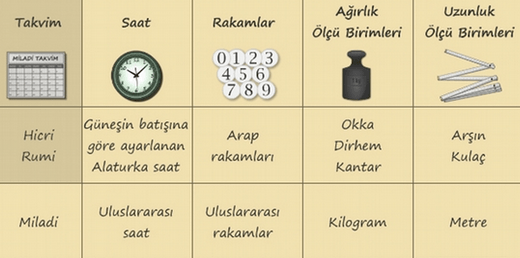 Takvim
Saat
Rakamlar
Ağırlık
Ölçü Birimleri
Uzunluk
Ölçü Birimleri
MİLADİ TAKVİM
0 1 2 3
4 5 6
7 8 9
Hicri
Rumi
Güneşin batışına
göre ayarlanan
Alaturka saat
Arap
rakamları
Okka
Dirhem
Kantar
Arşın
Kulaç
Miladi
Uluslararası
saat
Uluslararası
rakamlar
Kilogram
Metre